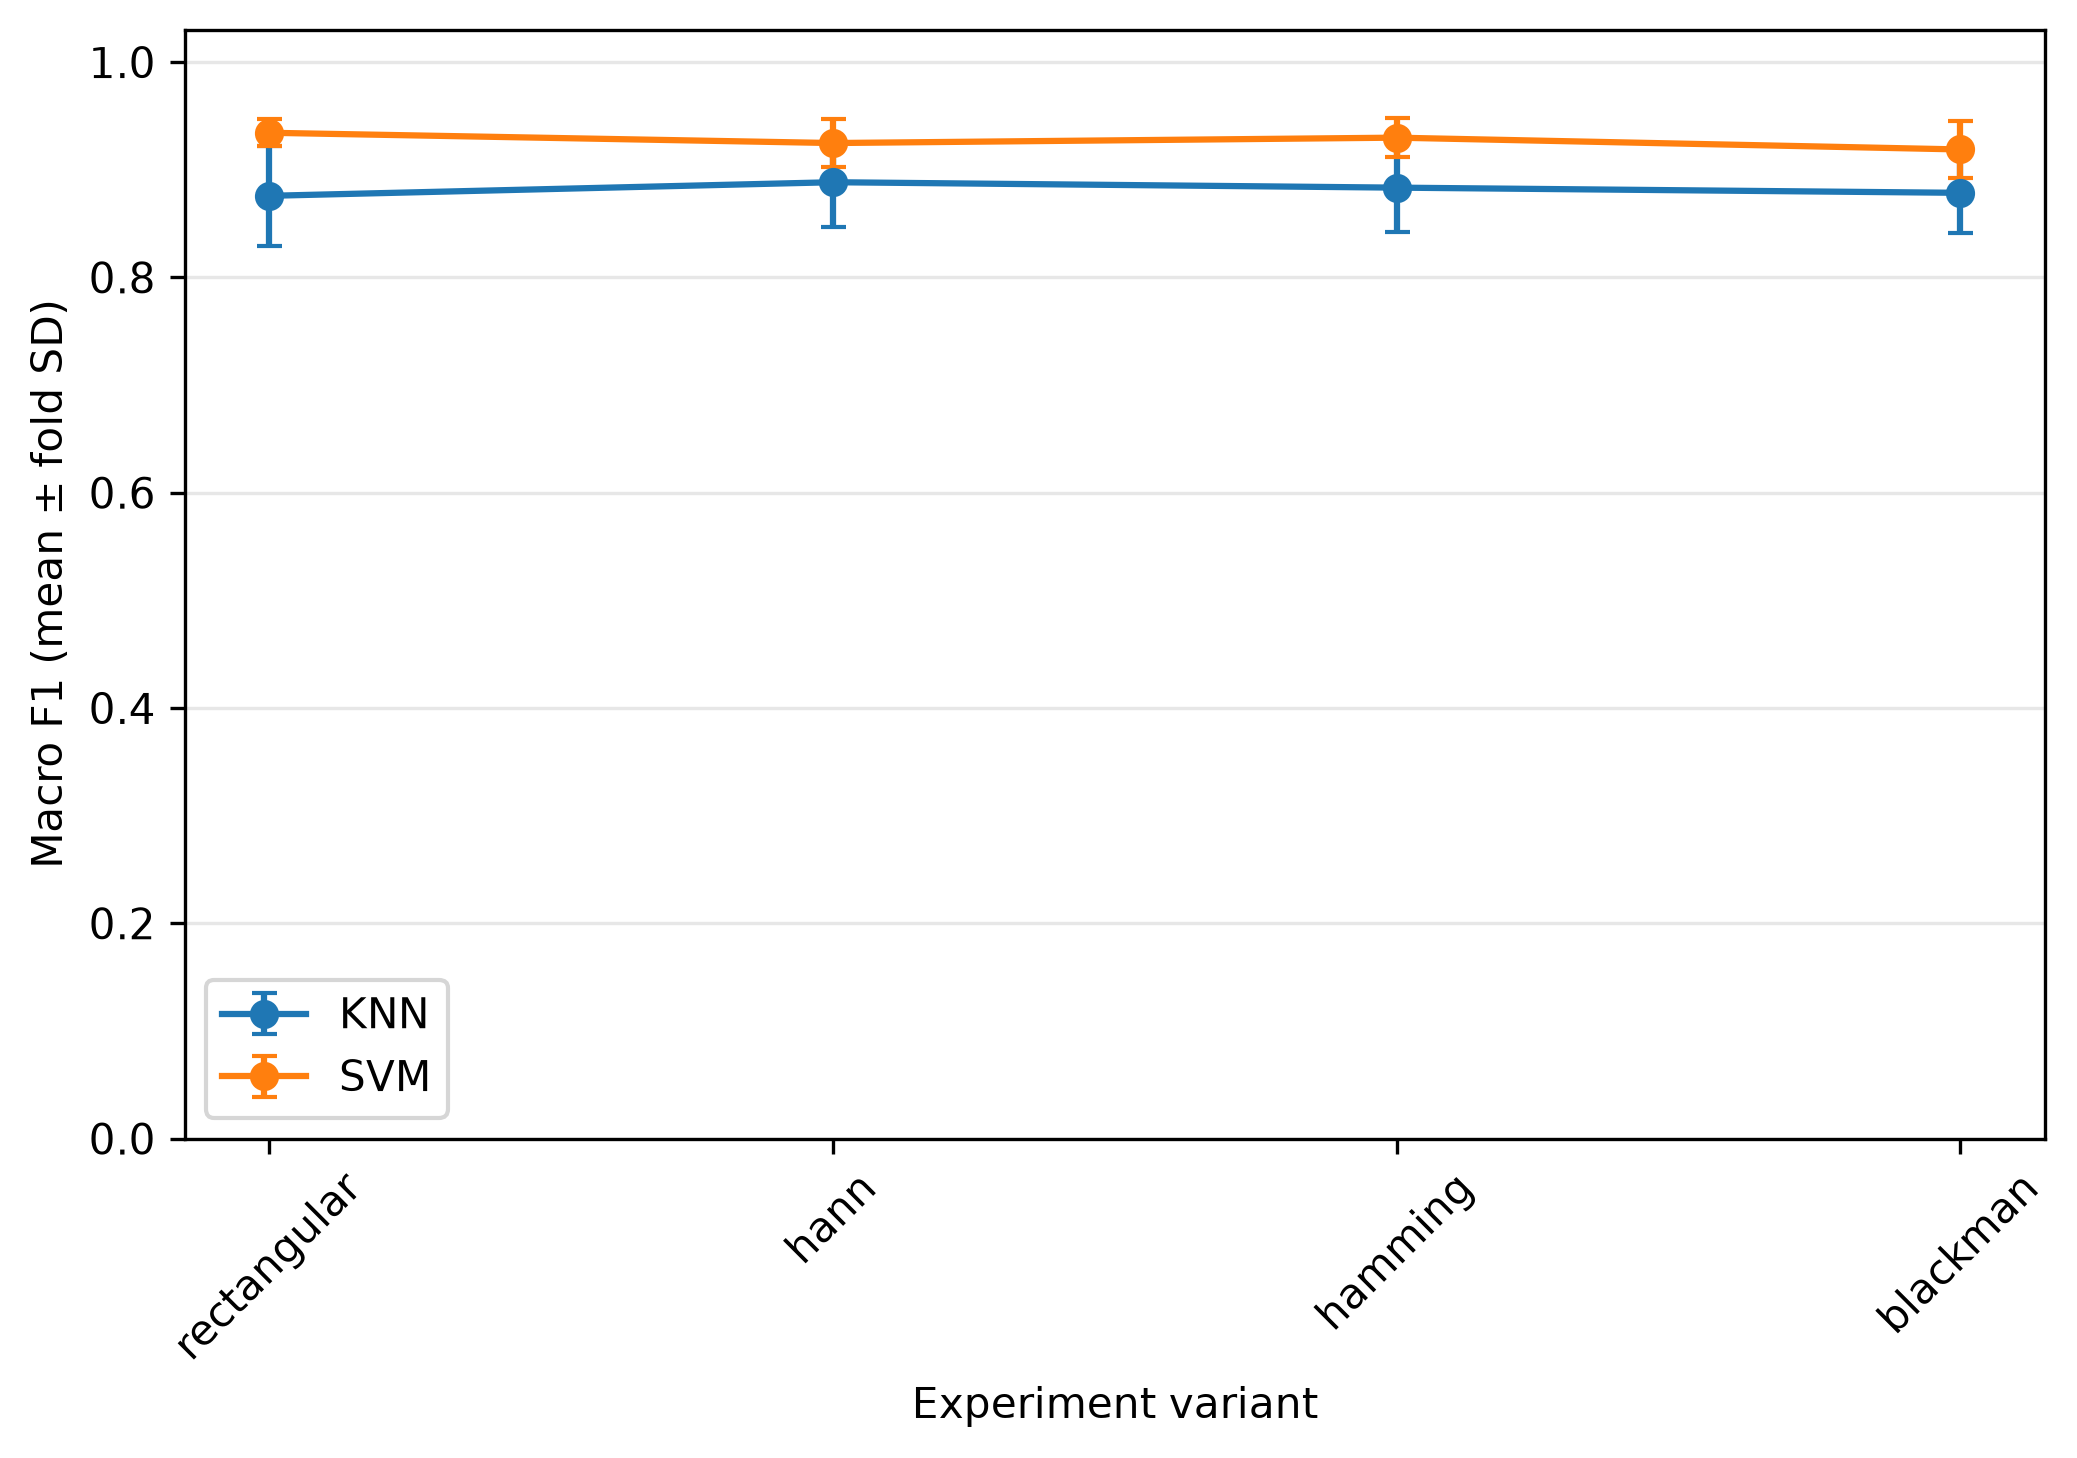 Macro F1 (mean ± fold SD)
1.0
0.8
0.6
0.4
0.2
0.0
KNN
SVM
rectangular
hann
hamming
blackman
Experiment variant